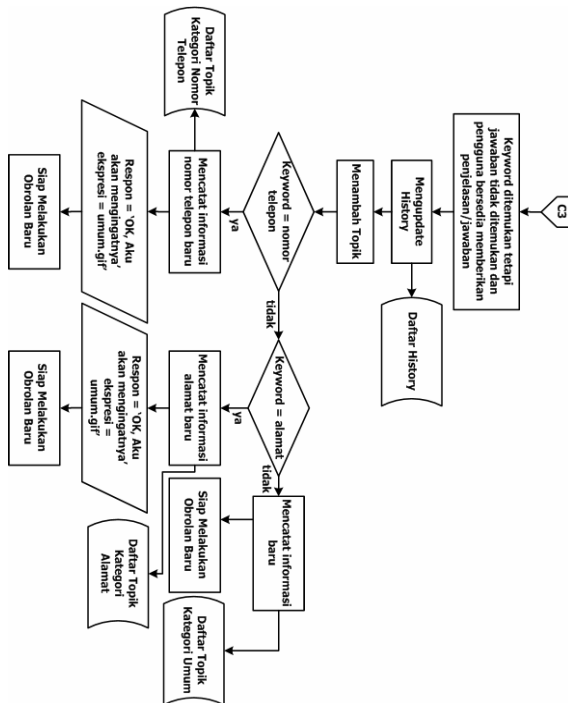 C3
Keyword ditemukan tetapi
jawaban tidak ditemukan dan
pengguna bersedia memberikan
penjelasan/jawaban
Mengupdate
History
Daftar History
Menambah Topik
Keyword = nomor
telepon
ya
tidak
Mencatat informasi
nomor telepon baru
Daftar Topik
Kategori Nomor
Telepon
Respon = 'OK, Aku
akan mengingatnya'
ekspresi = umum.gif'
Siap Melakukan
Obrolan Baru
Keyword = alamat
ya
tidak
Mencatat informasi
alamat baru
Respon = 'OK, Aku
akan mengingatnya'
ekspresi =
umum.gif'
Siap Melakukan
Obrolan Baru
Daftar Topik
Kategori
Alamat
Mencatat informasi
baru
Siap Melakukan
Obrolan Baru
Daftar Topik
Kategori Umum